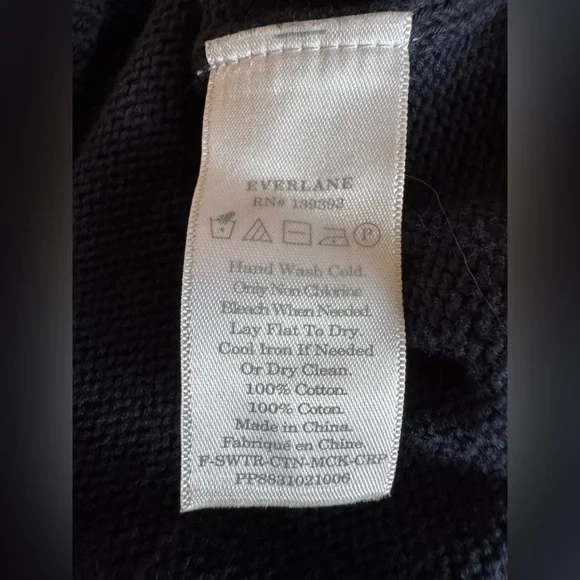 EVERLANE
RN# 139393
P
Hand Wash Cold.
Only Non Chlorine
Bleach When Needed.
Lay Flat To Dry
Cool Iron If Needed
Or Dry Clean.
100% Cotton.
100% Coton.
Made in China.
Fabriqué en Chine.
F-SWTR-CTN-MCK-CRP
PP8831021006